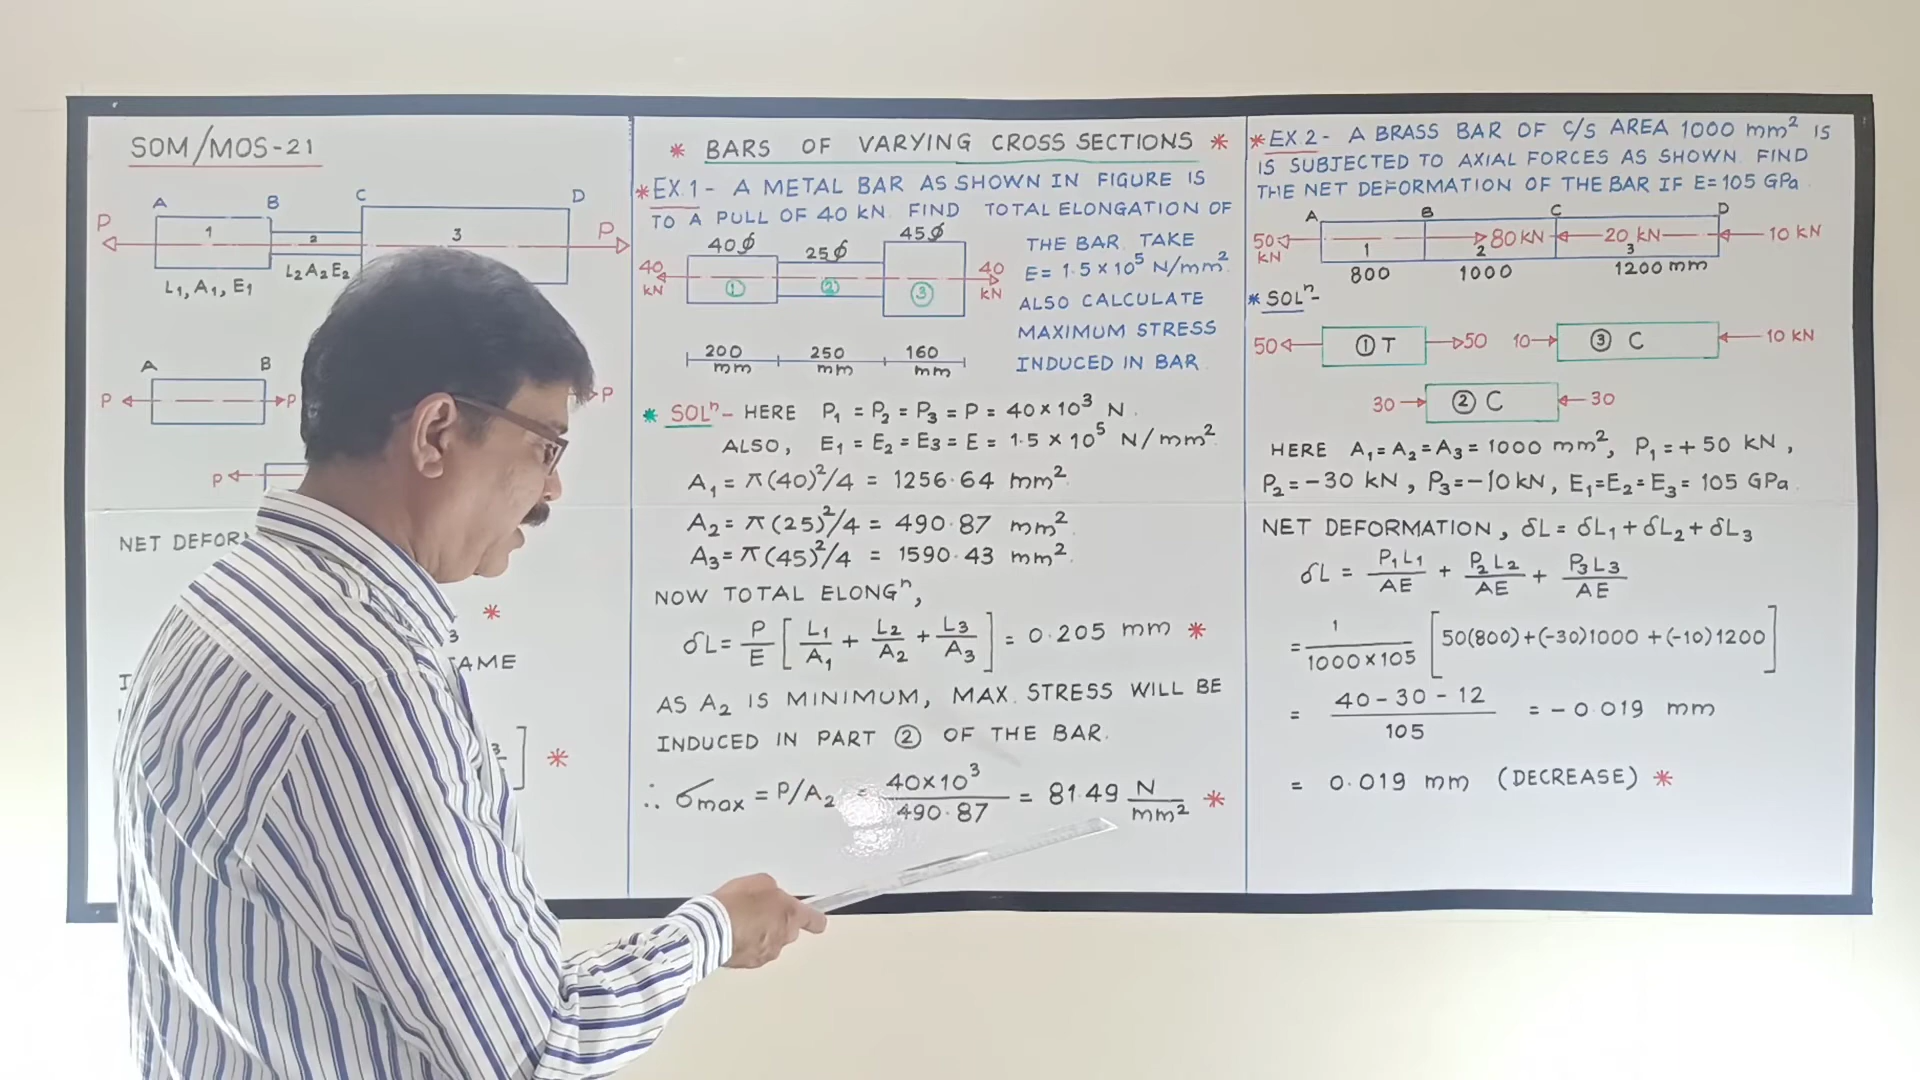 SOM/MOS-21
A B C D
P 1 2 3 P
L1, A1, E1 L2 A2 E2
A B
P P P
P
NET DEFOR
3 *
AME
I
3 ] *
* BARS OF VARYING CROSS SECTIONS *
*EX.1- A METAL BAR AS SHOWN IN FIGURE IS
TO A PULL OF 40 KN. FIND TOTAL ELONGATION OF
THE BAR. TAKE
E = 1.5 × 10⁵ N/mm².
ALSO CALCULATE
MAXIMUM STRESS
INDUCED IN BAR
40ϕ 25ϕ 45ϕ
40 KN ① ② ③ 40 KN
200 mm 250 mm 160 mm
* SOLⁿ- HERE P₁ = P₂ = P₃ = P = 40×10³ N.
ALSO, E₁ = E₂ = E₃ = E = 1.5 × 10⁵ N/mm².
A₁ = π(40)²/4 = 1256.64 mm².
A₂ = π(25)²/4 = 490.87 mm².
A₃ = π(45)²/4 = 1590.43 mm².
NOW TOTAL ELONGⁿ,
δL = P/E [ L₁/A₁ + L₂/A₂ + L₃/A₃ ] = 0.205 mm *
AS A₂ IS MINIMUM, MAX. STRESS WILL BE
INDUCED IN PART ② OF THE BAR.
∴ σmax = P/A₂ = 40×10³/490.87 = 81.49 N/mm² *
*EX.2- A BRASS BAR OF C/S AREA 1000 mm² IS
IS SUBJECTED TO AXIAL FORCES AS SHOWN. FIND
THE NET DEFORMATION OF THE BAR IF E=105 GPa.
A B C D
50 KN 80 KN 20 KN 10 KN
1 2 3
800 1000 1200 mm
* SOLⁿ-
50 ① T 50 10 ③ C 10 KN
30 ② C 30
HERE A₁=A₂=A₃=1000 mm², P₁=+50 KN,
P₂=-30 KN, P₃=-10 KN, E₁=E₂=E₃= 105 GPa.
NET DEFORMATION, δL = δL₁ + δL₂ + δL₃
δL = P₁L₁/AE + P₂L₂/AE + P₃L₃/AE
= 1/1000×105 [50(800)+(-30)1000+(-10)1200]
= 40-30-12/105 = -0.019 mm
= 0.019 mm (DECREASE) *